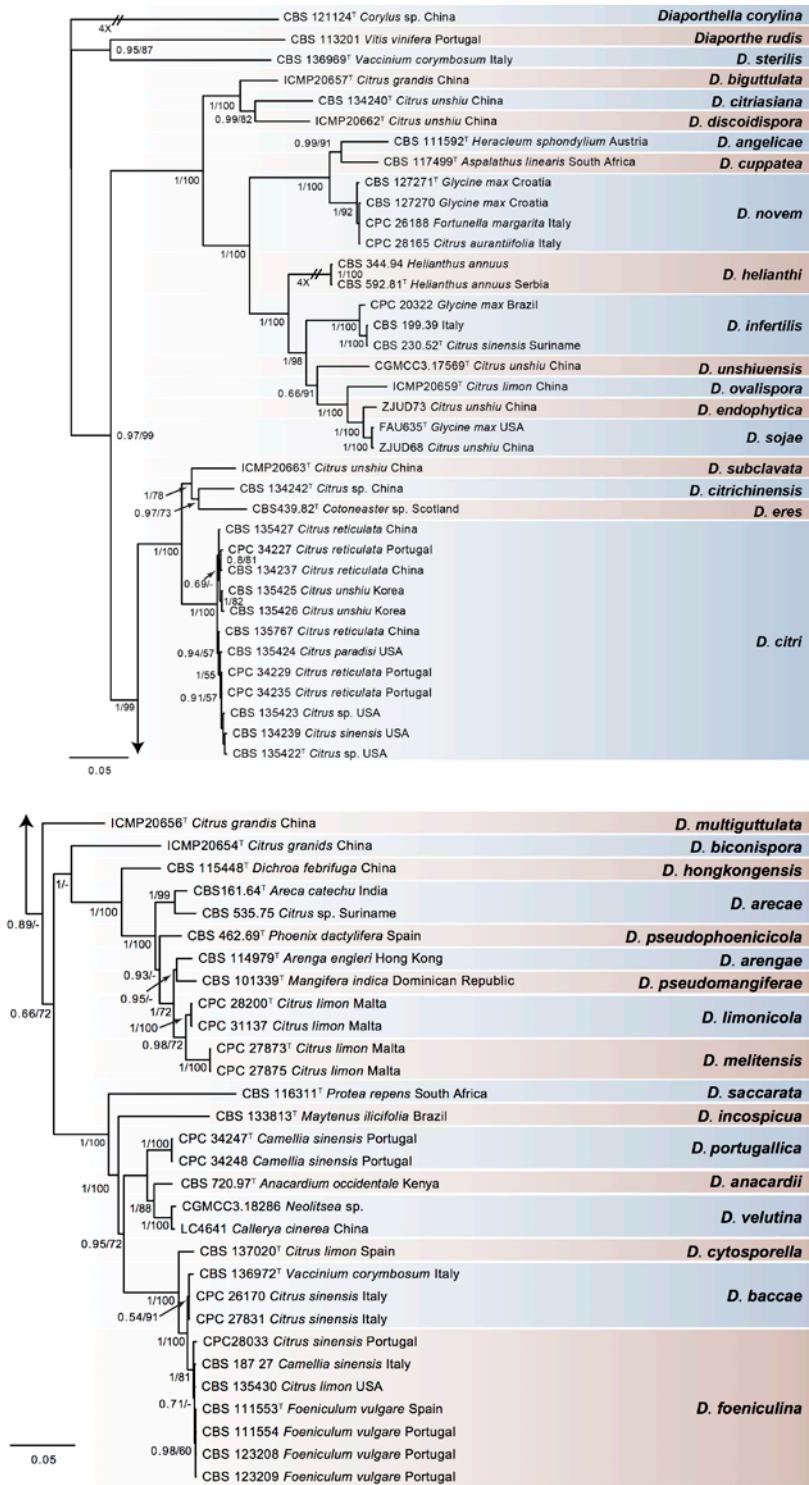 CBS 121124ᵀ Corylus sp. China Diaporthella corylina
4X
CBS 113201 Vitis vinifera Portugal Diaporthe rudis
0.95/87
CBS 136969ᵀ Vaccinium corymbosum Italy D. sterilis
ICMP20657ᵀ Citrus grandis China D. biguttulata
1/100
CBS 134240ᵀ Citrus unshiu China D. citriasiana
0.99/82
ICMP20662ᵀ Citrus unshiu China D. discoidispora
0.99/91
CBS 111592ᵀ Heracleum sphondylium Austria D. angelicae
1/100
CBS 117499ᵀ Aspalathus linearis South Africa D. cuppatea
1/100
CBS 127271ᵀ Glycine max Croatia
CBS 127270 Glycine max Croatia
D. novem
1/92
CPC 26188 Fortunella margarita Italy
CPC 28165 Citrus aurantiifolia Italy
1/100
CBS 344.94 Helianthus annuus
4X 1/100 D. helianthi
CBS 592.81ᵀ Helianthus annuus Serbia
CPC 20322 Glycine max Brazil
1/100 1/100
CBS 199.39 Italy D. infertilis
1/100
CBS 230.52ᵀ Citrus sinensis Suriname
1/98
CGMCC3.17569ᵀ Citrus unshiu China D. unshiuensis
0.66/91
ICMP20659ᵀ Citrus limon China D. ovalispora
1/100
ZJUD73 Citrus unshiu China D. endophytica
1/100
FAU635ᵀ Glycine max USA
D. sojae
0.97/99
1/100
ZJUD68 Citrus unshiu China
ICMP20663ᵀ Citrus unshiu China D. subclavata
1/78
CBS 134242ᵀ Citrus sp. China D. citrichinensis
0.97/73
CBS439.82ᵀ Cotoneaster sp. Scotland D. eres
CBS 135427 Citrus reticulata China
1/100
CPC 34227 Citrus reticulata Portugal
0.8/81
CBS 134237 Citrus reticulata China
0.69/-
CBS 135425 Citrus unshiu Korea
1/82
CBS 135426 Citrus unshiu Korea
1/100
CBS 135767 Citrus reticulata China
D. citri
0.94/57
CBS 135424 Citrus paradisi USA
1/55
CPC 34229 Citrus reticulata Portugal
0.91/57
CPC 34235 Citrus reticulata Portugal
1/99
CBS 135423 Citrus sp. USA
CBS 134239 Citrus sinensis USA
CBS 135422ᵀ Citrus sp. USA
0.05
ICMP20656ᵀ Citrus grandis China D. multiguttulata
ICMP20654ᵀ Citrus granids China D. biconispora
1/-
CBS 115448ᵀ Dichroa febrifuga China D. hongkongensis
1/99
CBS161.64ᵀ Areca catechu India
D. arecae
1/100
CBS 535.75 Citrus sp. Suriname
0.89/-
1/100
CBS 462.69ᵀ Phoenix dactylifera Spain D. pseudophoenicicola
CBS 114979ᵀ Arenga engleri Hong Kong D. arengae
0.93/-
CBS 101339ᵀ Mangifera indica Dominican Republic D. pseudomangiferae
0.95/-
CPC 28200ᵀ Citrus limon Malta
1/72
D. limonicola
0.66/72
1/100
CPC 31137 Citrus limon Malta
0.98/72
CPC 27873ᵀ Citrus limon Malta
D. melitensis
1/100
CPC 27875 Citrus limon Malta
CBS 116311ᵀ Protea repens South Africa D. saccarata
1/100
CBS 133813ᵀ Maytenus ilicifolia Brazil D. incospicua
CPC 34247ᵀ Camellia sinensis Portugal
1/100
D. portugallica
CPC 34248 Camellia sinensis Portugal
1/100
CBS 720.97ᵀ Anacardium occidentale Kenya D. anacardii
1/88
CGMCC3.18286 Neolitsea sp.
D. velutina
1/100
LC4641 Callerya cinerea China
0.95/72
CBS 137020ᵀ Citrus limon Spain D. cytosporella
CBS 136972ᵀ Vaccinium corymbosum Italy
1/100
CPC 26170 Citrus sinensis Italy D. baccae
0.54/91
CPC 27831 Citrus sinensis Italy
1/100
CPC28033 Citrus sinensis Portugal
CBS 187 27 Camellia sinensis Italy
1/81
CBS 135430 Citrus limon USA
0.71/-
CBS 111553ᵀ Foeniculum vulgare Spain D. foeniculina
CBS 111554 Foeniculum vulgare Portugal
0.98/60
CBS 123208 Foeniculum vulgare Portugal
0.05
CBS 123209 Foeniculum vulgare Portugal